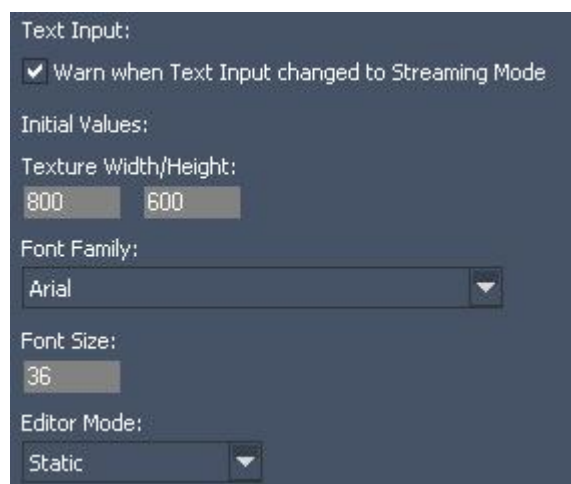 Text Input:
Warn when Text Input changed to Streaming Mode
Initial Values:
Texture Width/Height:
800 600
Font Family:
Arial
Font Size:
36
Editor Mode:
Static